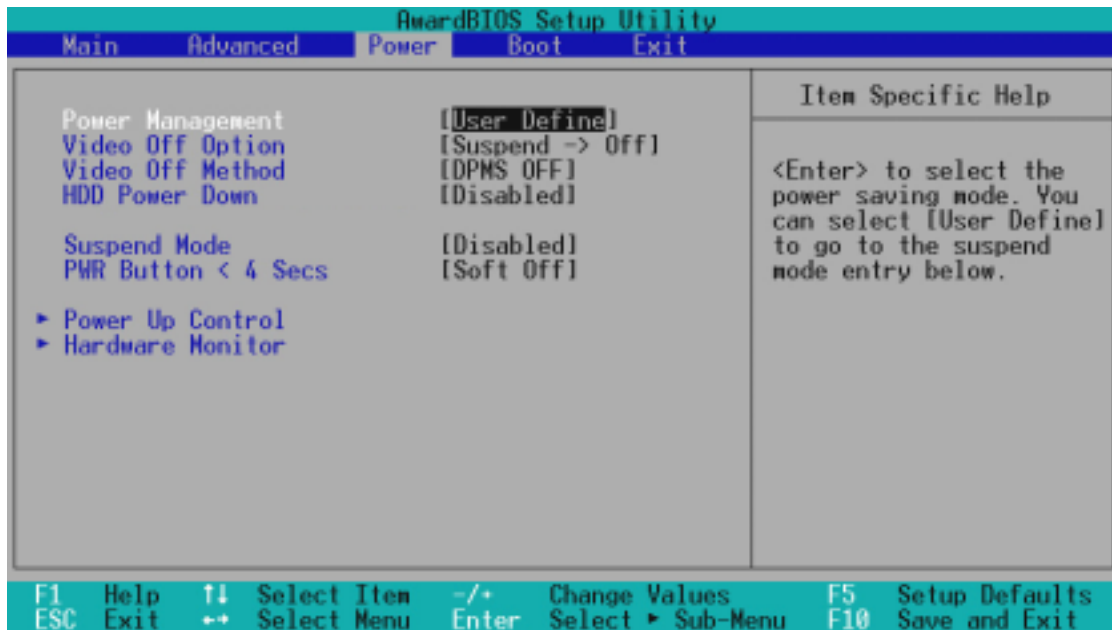 AwardBIOS Setup Utility
Main Advanced Power Boot Exit
Power Management [User Define]
Video Off Option [Suspend -> Off]
Video Off Method [DPMS OFF]
HDD Power Down [Disabled]
Suspend Mode [Disabled]
PWR Button < 4 Secs [Soft Off]
► Power Up Control
► Hardware Monitor
Item Specific Help
<Enter> to select the
power saving mode. You
can select [User Define]
to go to the suspend
mode entry below.
F1 Help ↑↓ Select Item -/+ Change Values F5 Setup Defaults
ESC Exit ←→ Select Menu Enter Select ► Sub-Menu F10 Save and Exit